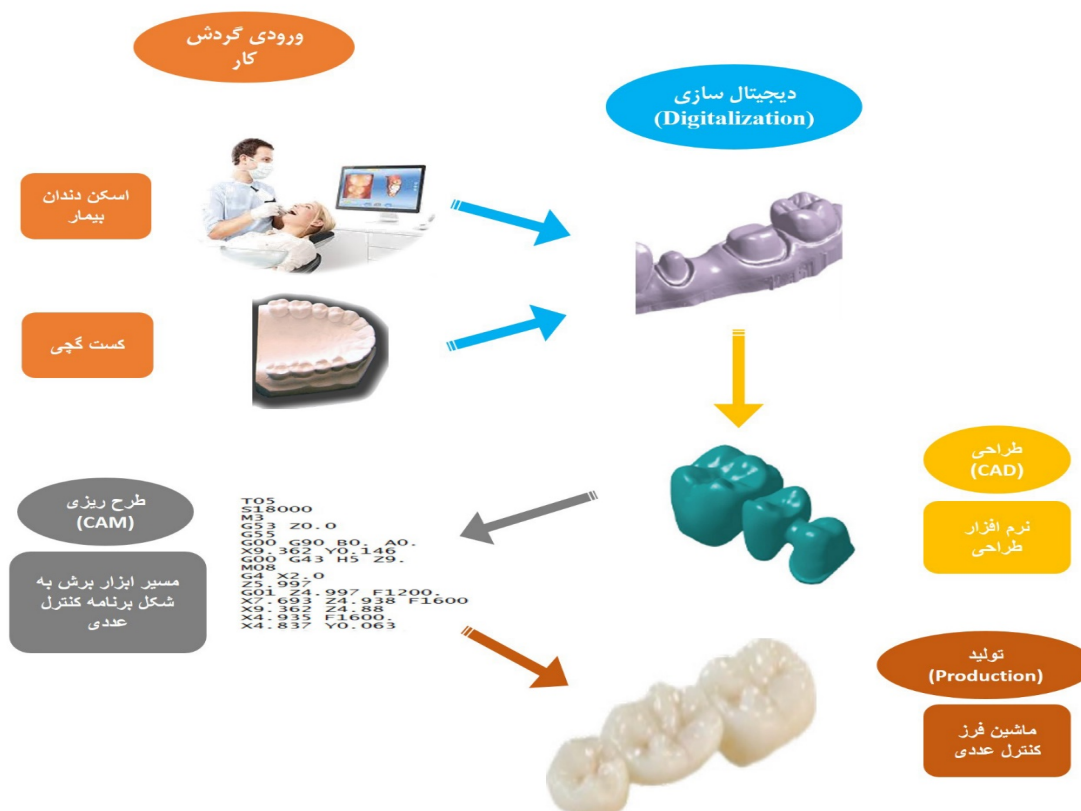 ورودی گردش
کار
دیجیتال سازی
(Digitalization)
اسکن دندان
بیمار
کست گچی
طراحی
(CAD)
نرم افزار
طراحی
طرح ریزی
(CAM)
مسیر ابزار برش به
شکل برنامه کنترل
عددی
T05
S18000
M3
G53 Z0.0
G55
G00 G90 B0. A0.
X9.362 Y0.146
G00 G43 H5 Z9.
M08
G4 X2.0
Z5.997
G01 Z4.997 F1200.
X7.693 Z4.938 F1600
X9.362 Z4.88
X4.935 F1600.
X4.837 Y0.063
تولید
(Production)
ماشین فرز
کنترل عددی